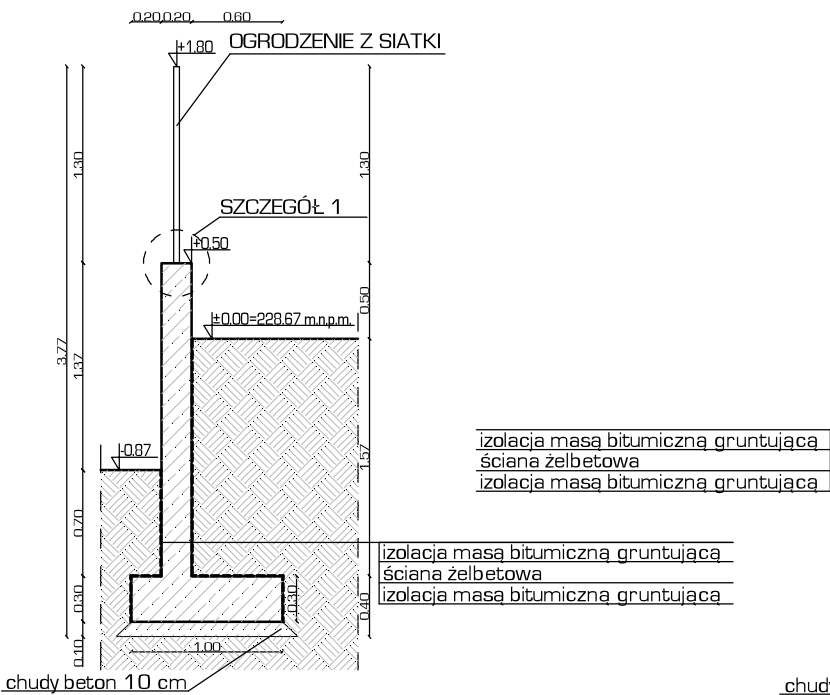 0.20 0.20 0.60
+1.80
OGRODZENIE Z SIATKI
1.30
1.30
SZCZEGÓŁ 1
+0.50
0.50
±0.00=228.67 m.n.p.m.
3.77
1.37
-0.87
1.57
izolacja masą bitumiczną gruntującą
ściana żelbetowa
izolacja masą bitumiczną gruntującą
0.70
izolacja masą bitumiczną gruntującą
ściana żelbetowa
izolacja masą bitumiczną gruntującą
0.30
0.30
0.40
0.10
1.00
chudy beton 10 cm
chudy